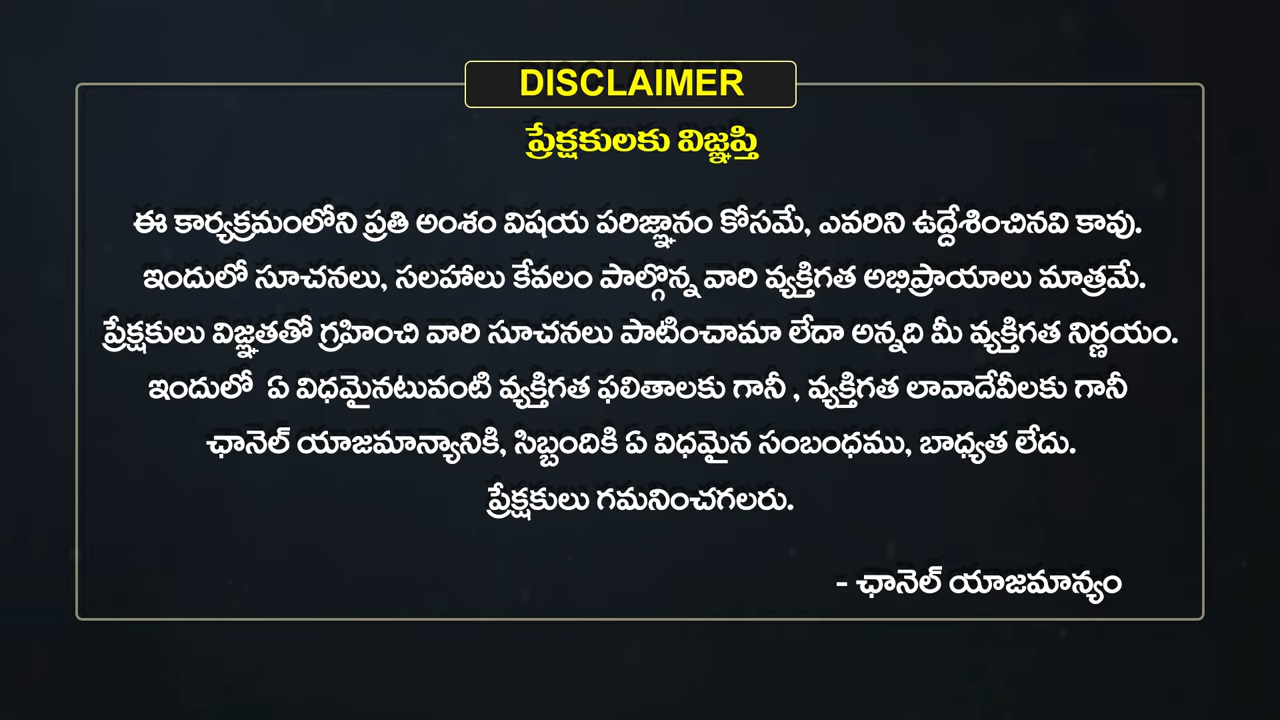 DISCLAIMER
ప్రేక్షకులకు విజ్ఞప్తి
ఈ కార్యక్రమంలోని ప్రతి అంశం విషయ పరిజ్ఞానం కోసమే, ఎవరిని ఉద్దేశించినవి కావు.
ఇందులో సూచనలు, సలహాలు కేవలం పాల్గొన్న వారి వ్యక్తిగత అభిప్రాయాలు మాత్రమే.
ప్రేక్షకులు విజ్ఞతతో గ్రహించి వారి సూచనలు పాటించామా లేదా అన్నది మీ వ్యక్తిగత నిర్ణయం.
ఇందులో ఏ విధమైనటువంటి వ్యక్తిగత ఫలితాలకు గానీ , వ్యక్తిగత లావాదేవీలకు గానీ
ఛానెల్ యాజమాన్యానికి, సిబ్బందికి ఏ విధమైన సంబంధము, బాధ్యత లేదు.
ప్రేక్షకులు గమనించగలరు.
- ఛానెల్ యాజమాన్యం